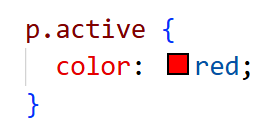 p.active {
  color: red;
}